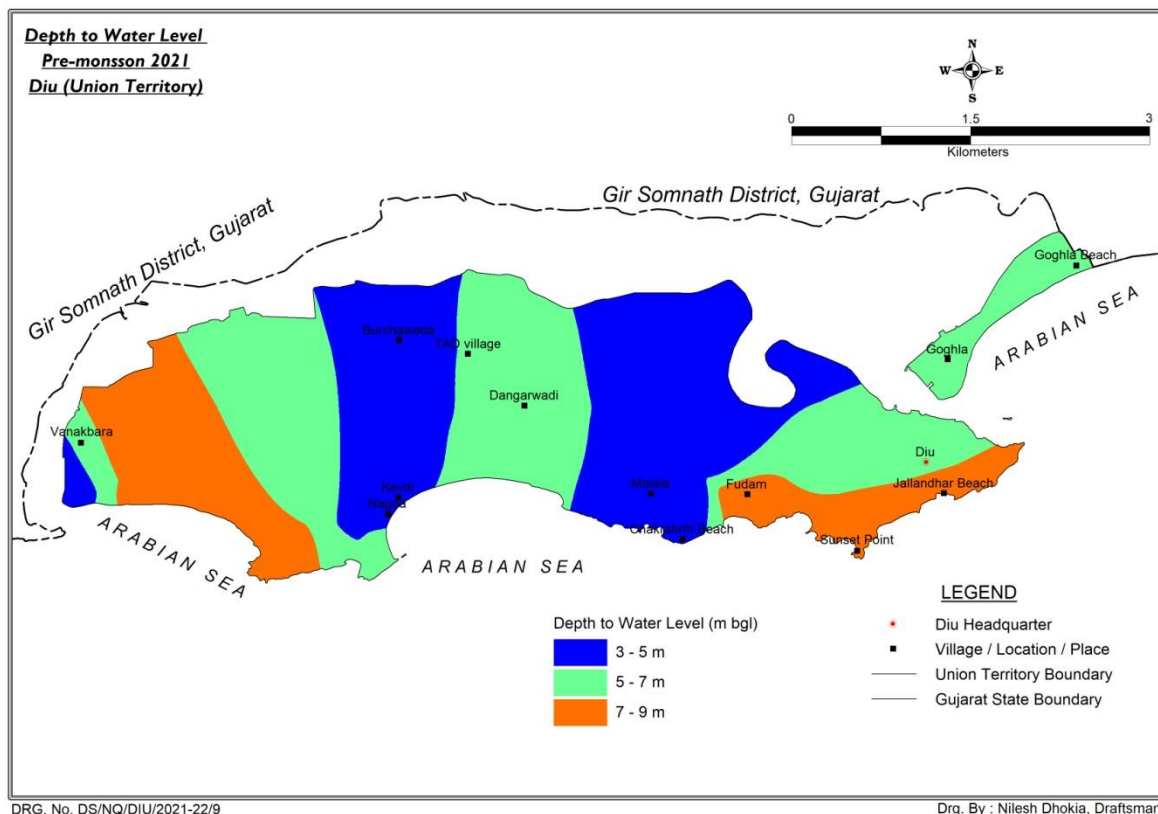 Depth to Water Level
Pre-monsson 2021
Diu (Union Territory)
N
W E
S
0 1.5 3
Kilometers
Gir Somnath District, Gujarat
Gir Somnath District, Gujarat
Goghla Beach
ARABIAN SEA
Goghla
Burchawada
TAD village
Dangarwadi
Vanakbara
Diu
Kevdi
Nagoa
Malala
Fudam
Jallandhar Beach
Chakratirth Beach
Sunset Point
ARABIAN SEA
ARABIAN SEA
Depth to Water Level (m bgl)
3 - 5 m
5 - 7 m
7 - 9 m
LEGEND
Diu Headquarter
Village / Location / Place
Union Territory Boundary
Gujarat State Boundary
DRG. No. DS/NQ/DIU/2021-22/9
Drg. By : Nilesh Dhokia, Draftsman